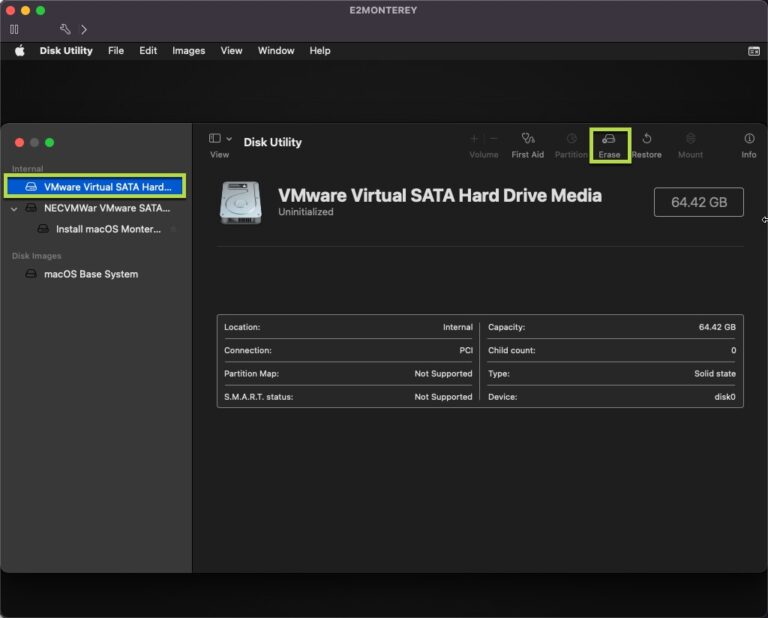 E2MONTEREY
Disk Utility File Edit Images View Window Help
Disk Utility
View
Volume First Aid Partition Erase Restore Mount Info
Internal
VMware Virtual SATA Hard...
NECVMWar VMware SATA...
Install macOS Monter...
Disk Images
macOS Base System
VMware Virtual SATA Hard Drive Media
Uninitialized
64.42 GB
Location: Internal Capacity: 64.42 GB
Connection: PCI Child count: 0
Partition Map: Not Supported Type: Solid state
S.M.A.R.T. status: Not Supported Device: disk0